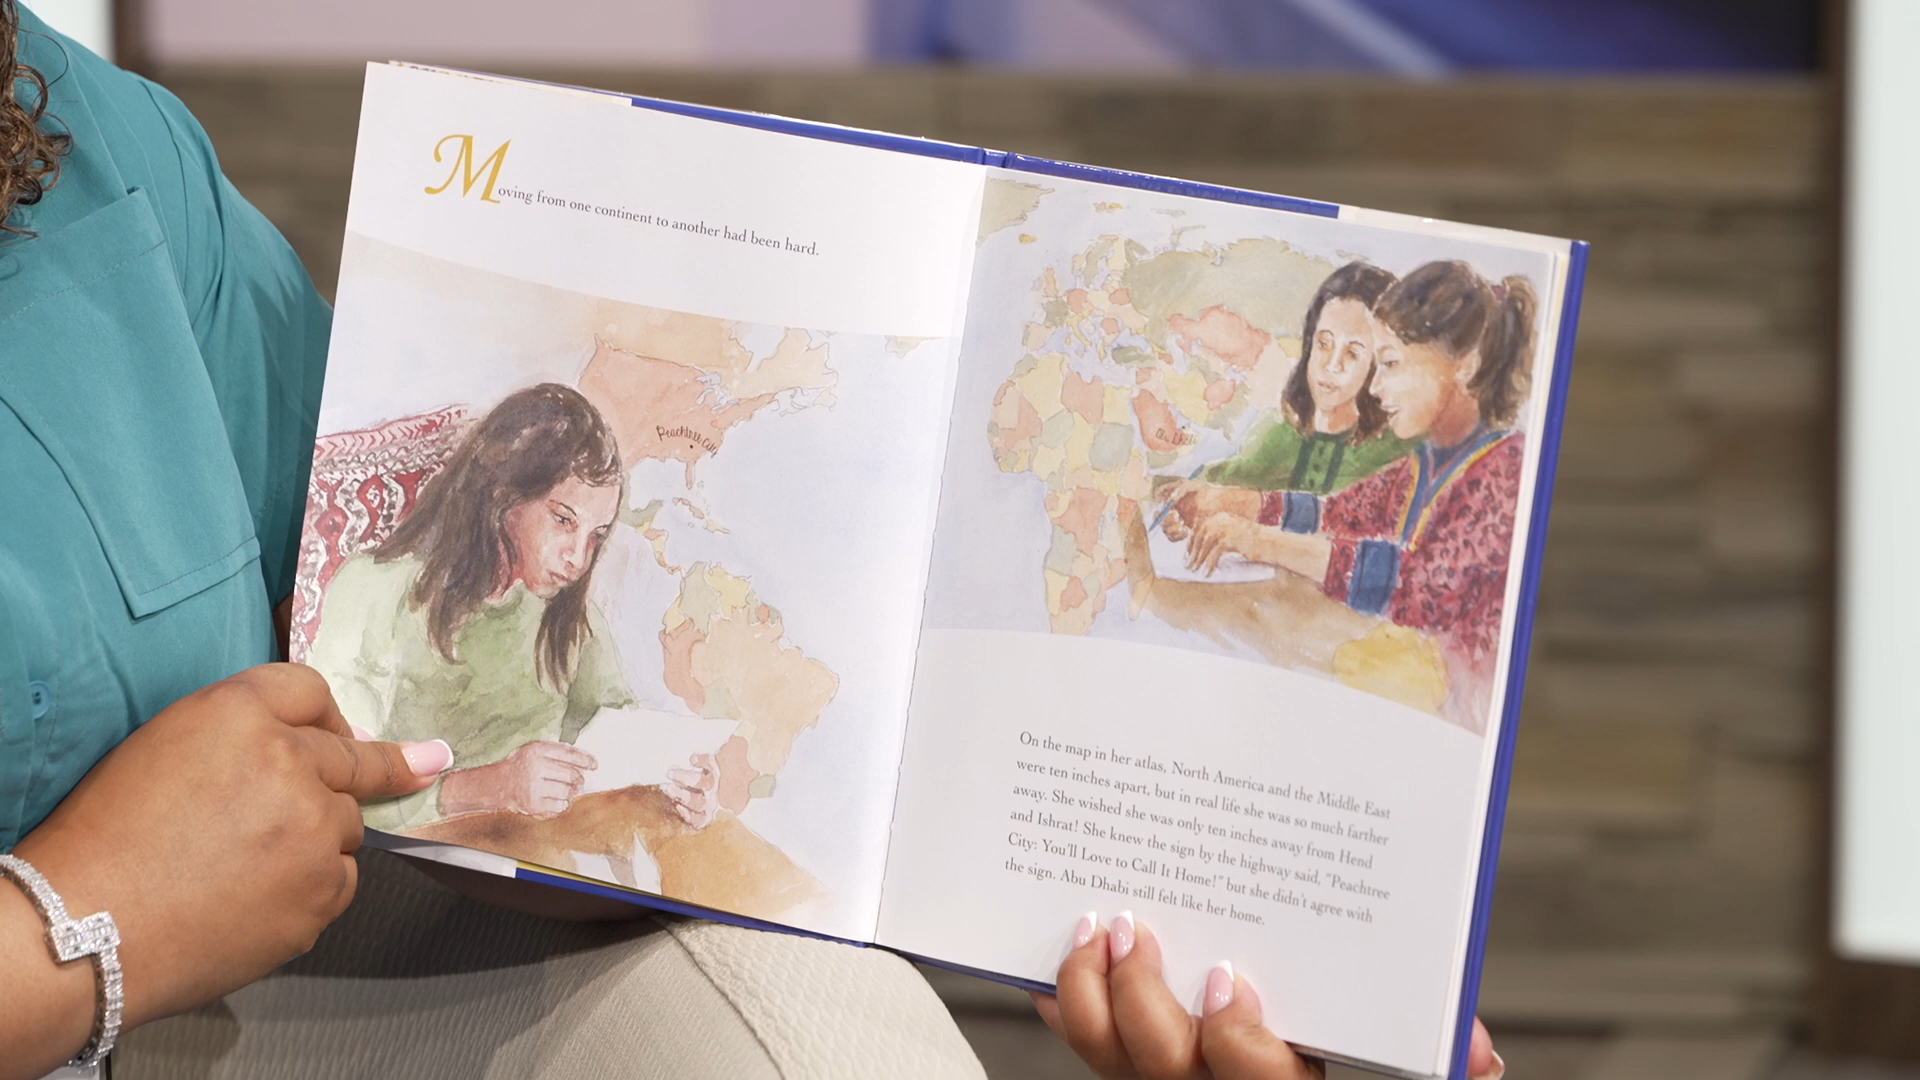 Moving from one continent to another had been hard.
Peachtree City
Abu Dhabi
On the map in her atlas, North America and the Middle East
were ten inches apart, but in real life she was so much farther
away. She wished she was only ten inches away from Hend
and Ishrat! She knew the sign by the highway said, “Peachtree
City: You’ll Love to Call It Home!” but she didn’t agree with
the sign. Abu Dhabi still felt like her home.